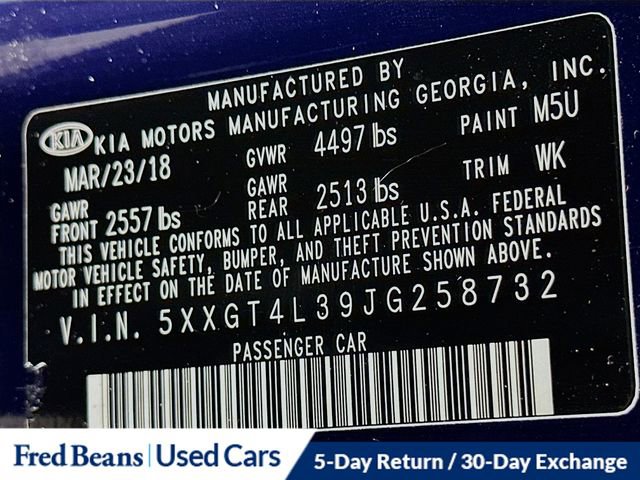 MANUFACTURED BY
KIA KIA MOTORS MANUFACTURING GEORGIA, INC.
MAR/23/18 GVWR 4497 lbs PAINT M5U
GAWR FRONT 2557 lbs GAWR REAR 2513 lbs TRIM WK
THIS VEHICLE CONFORMS TO ALL APPLICABLE U.S.A. FEDERAL
MOTOR VEHICLE SAFETY, BUMPER, AND THEFT PREVENTION STANDARDS
IN EFFECT ON THE DATE OF MANUFACTURE SHOWN ABOVE.
V.I.N. 5XXGT4L39JG258732
PASSENGER CAR
Fred Beans | Used Cars 5-Day Return / 30-Day Exchange